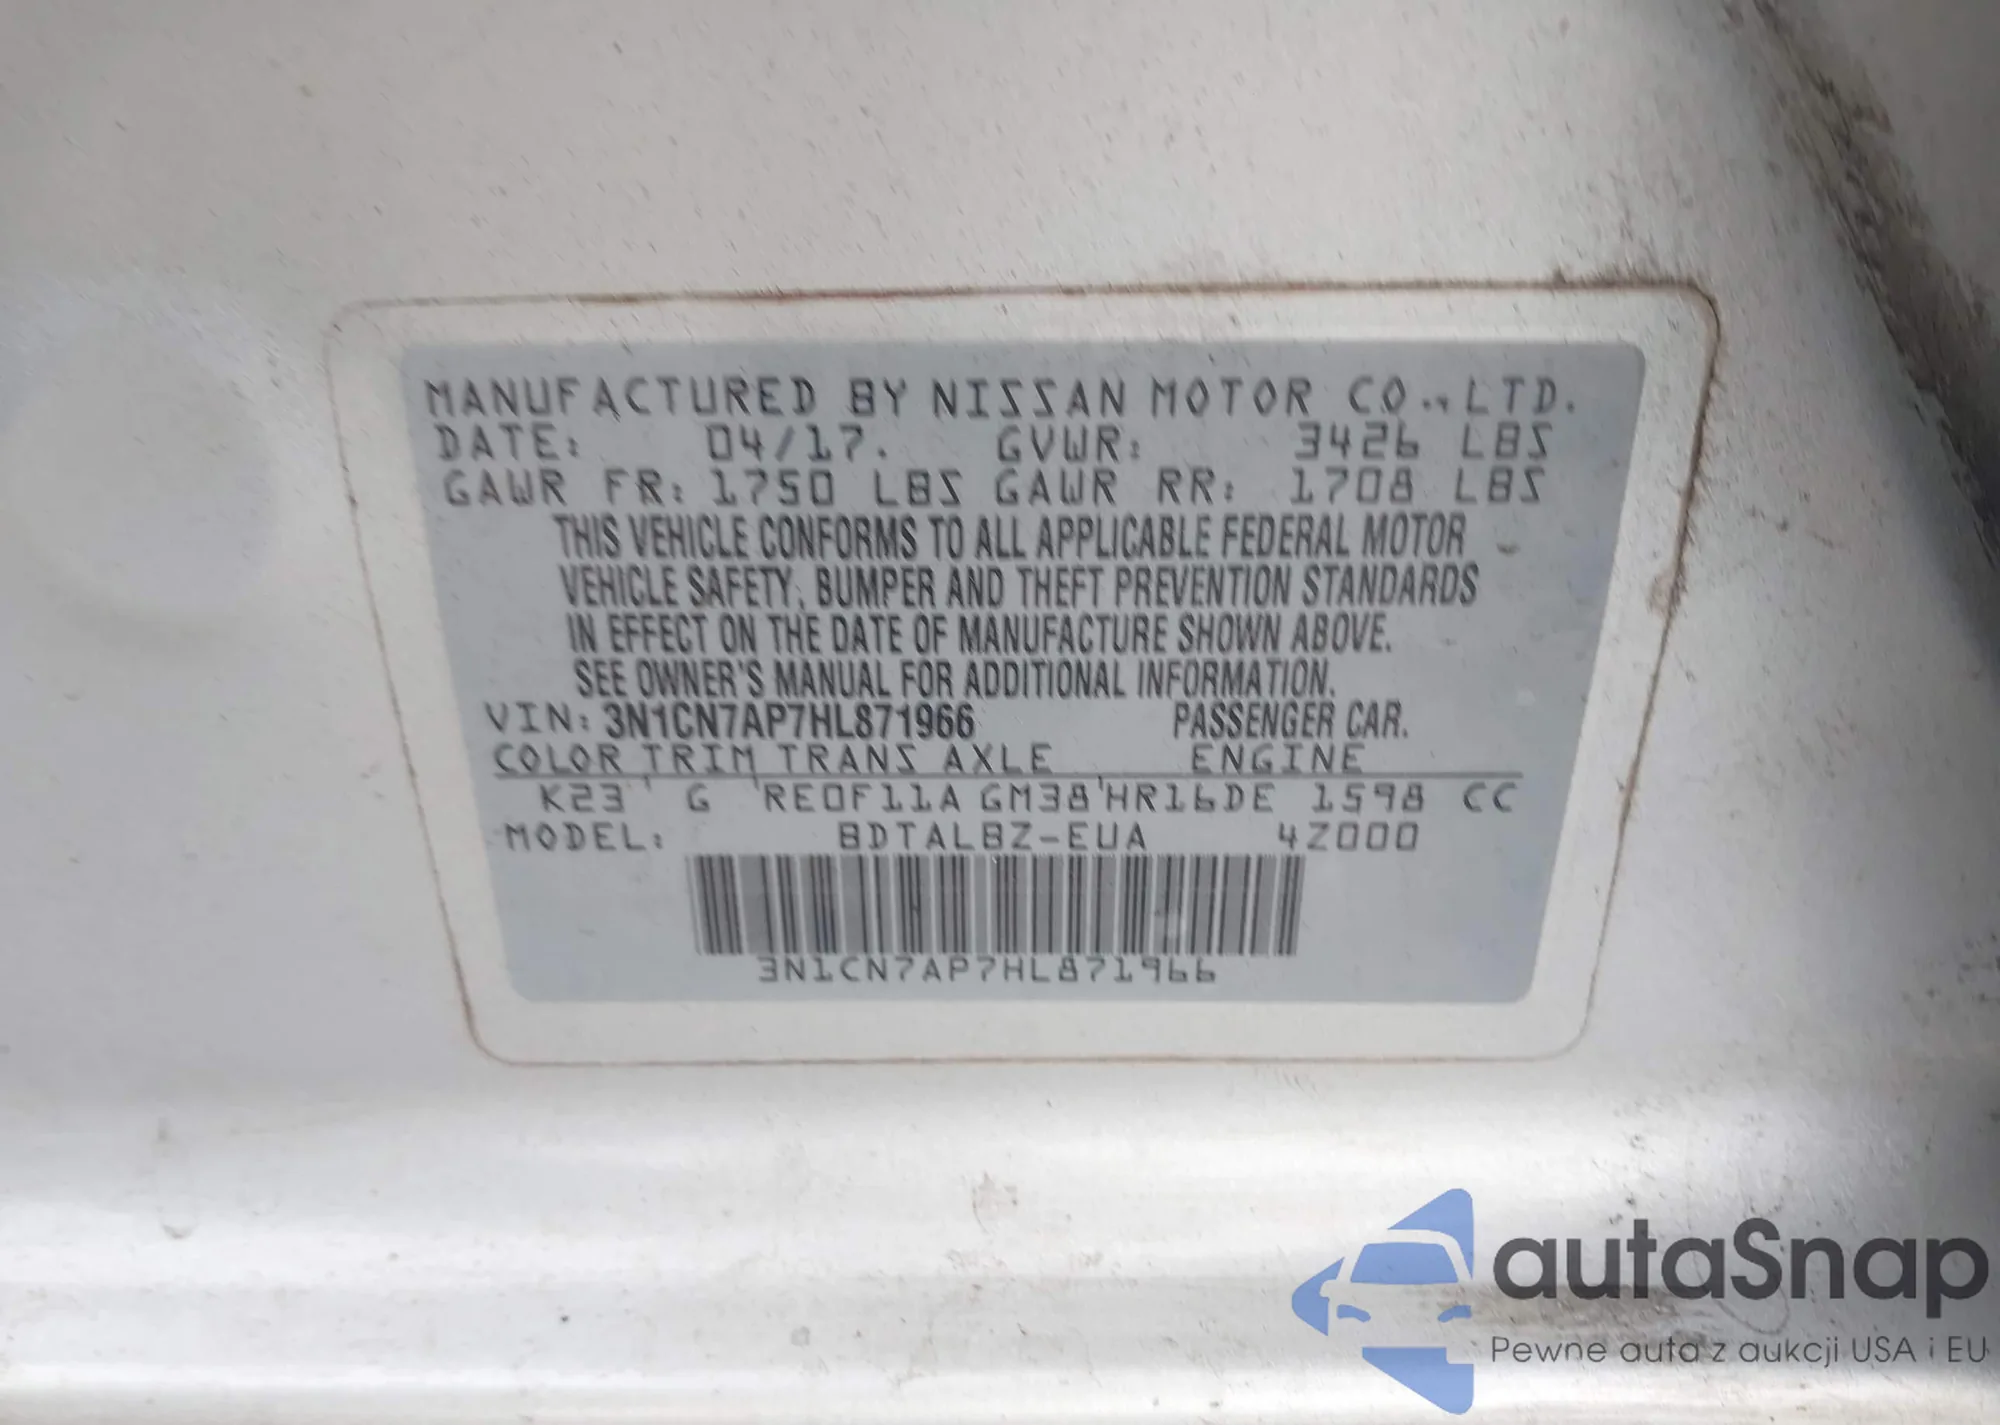 MANUFACTURED BY NISSAN MOTOR CO., LTD.
DATE: 04/17. GVWR: 3426 LBS
GAWR FR: 1750 LBS GAWR RR: 1708 LBS
THIS VEHICLE CONFORMS TO ALL APPLICABLE FEDERAL MOTOR
VEHICLE SAFETY, BUMPER AND THEFT PREVENTION STANDARDS
IN EFFECT ON THE DATE OF MANUFACTURE SHOWN ABOVE.
SEE OWNER'S MANUAL FOR ADDITIONAL INFORMATION.
VIN: 3N1CN7AP7HL871966 PASSENGER CAR.
COLOR TRIM TRANS AXLE ENGINE
K23 G RE0F11A GM38 HR16DE 1598 CC
MODEL: BDTALBZ-EUA 4Z000
3N1CN7AP7HL871966
autaSnap
Pewne auta z aukcji USA i EU